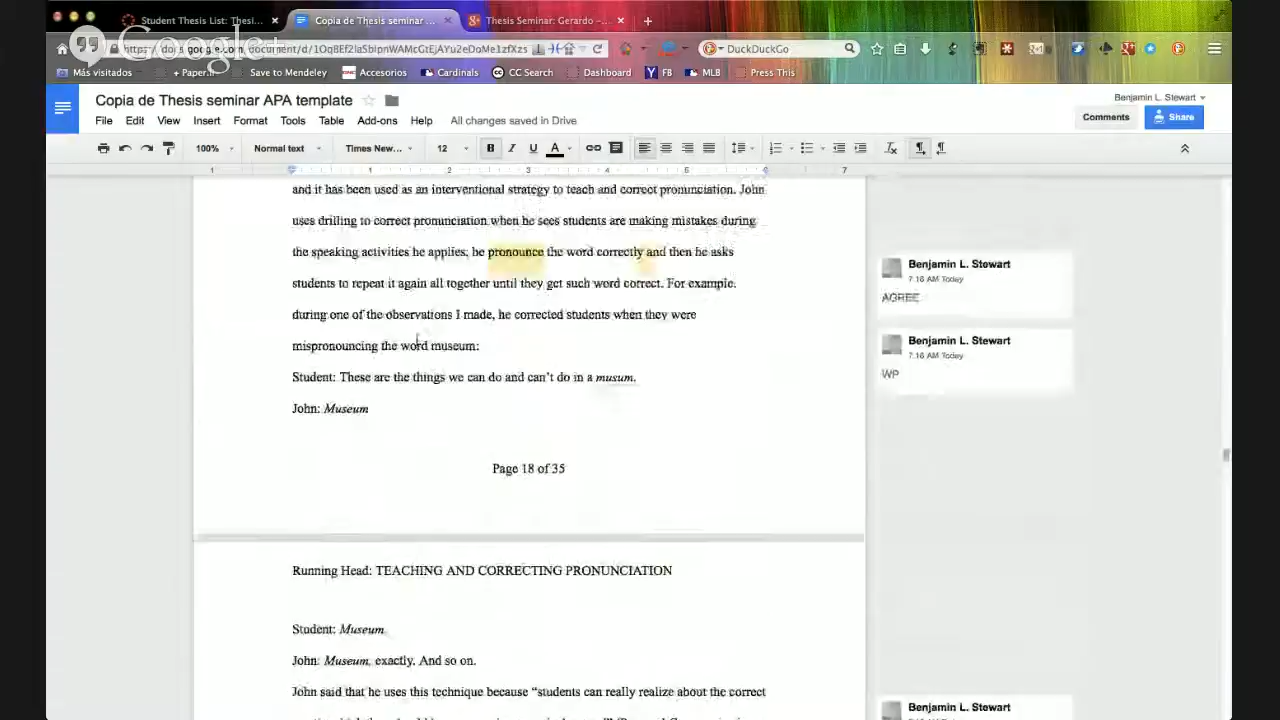 Student Thesis List: Thesi...
Copia de Thesis seminar ...
Thesis Seminar: Gerardo -...
Google+
DuckDuckGo
Más visitados
+ Paper...
Save to Mendeley
Accesorios
Cardinals
CC Search
Dashboard
FB
MLB
Press This
Copia de Thesis seminar APA template
Benjamin L. Stewart
File Edit View Insert Format Tools Table Add-ons Help All changes saved in Drive
Comments
Share
100% Normal text Times New... 12 B I U A
1 1 2 3 4 5 6 7
and it has been used as an interventional strategy to teach and correct pronunciation. John
uses drilling to correct pronunciation when he sees students are making mistakes during
the speaking activities he applies; he pronounce the word correctly and then he asks
students to repeat it again all together until they get such word correct. For example.
during one of the observations I made, he corrected students when they were
mispronouncing the word museum:
Student: These are the things we can do and can't do in a musum.
John: Museum
Page 18 of 35
Running Head: TEACHING AND CORRECTING PRONUNCIATION
Student: Museum
John: Museum, exactly. And so on.
John said that he uses this technique because “students can really realize about the correct
Benjamin L. Stewart
7:16 AM Today
AGREE
Benjamin L. Stewart
7:16 AM Today
WP
Benjamin L. Stewart